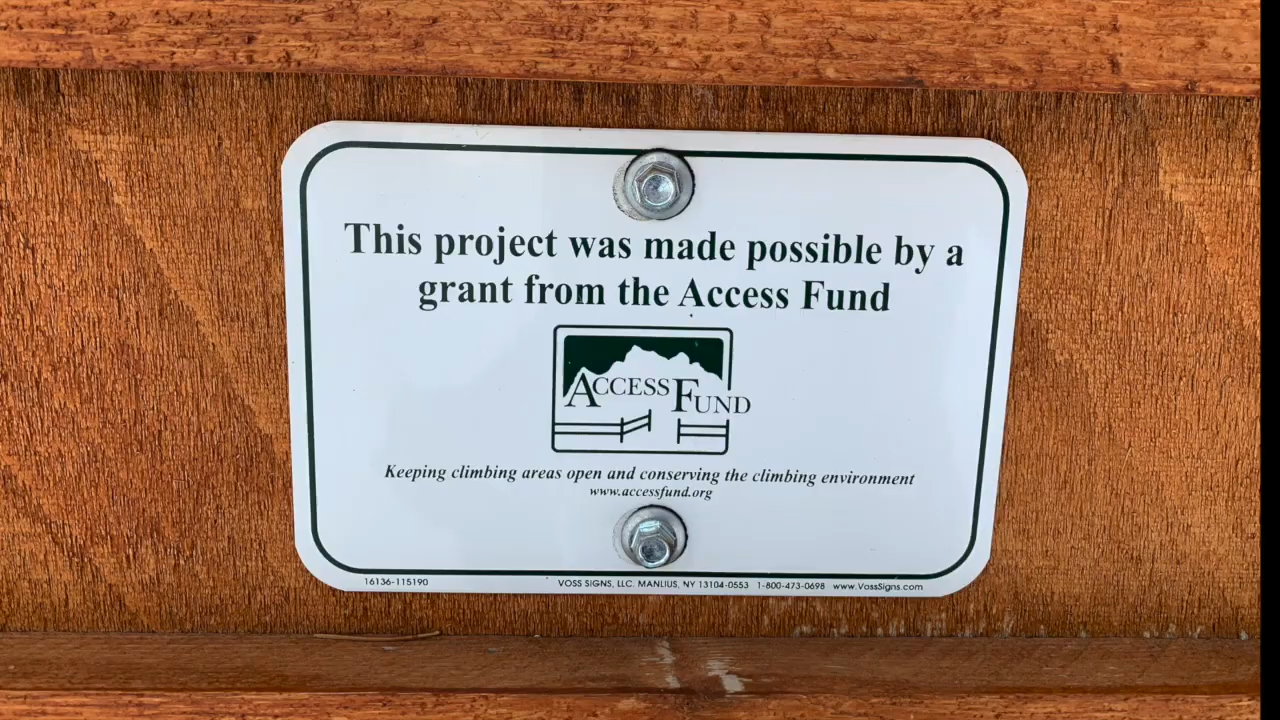 This project was made possible by a
grant from the Access Fund
ACCESS FUND
Keeping climbing areas open and conserving the climbing environment
www.accessfund.org
16136-115190 VOSS SIGNS, LLC. MANLIUS, NY 13104-0553 1-800-473-0698 www.VossSigns.com